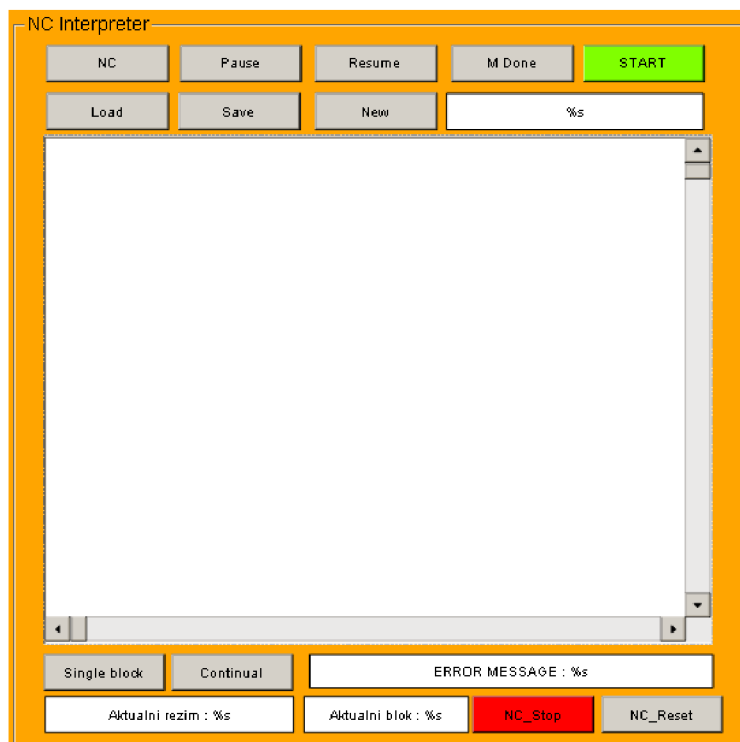 NC Interpreter
NC Pause Resume M Done START
Load Save New %s
Single block Continual ERROR MESSAGE : %s
Aktualni rezim : %s Aktualni blok : %s NC_Stop NC_Reset